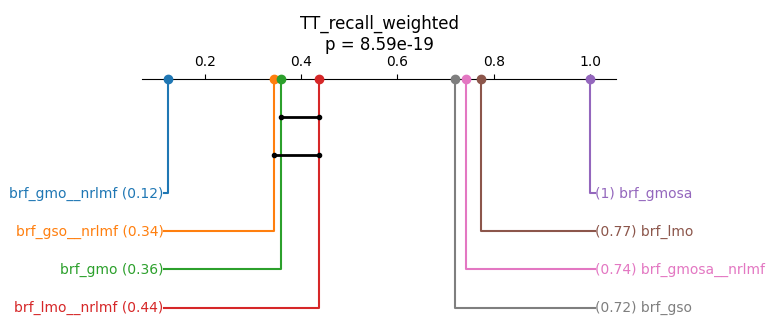 TT_recall_weighted
p = 8.59e-19
0.2 0.4 0.6 0.8 1.0
brf_gmo__nrlmf (0.12) (1) brf_gmosa
brf_gso__nrlmf (0.34) (0.77) brf_lmo
brf_gmo (0.36) (0.74) brf_gmosa__nrlmf
brf_lmo__nrlmf (0.44) (0.72) brf_gso